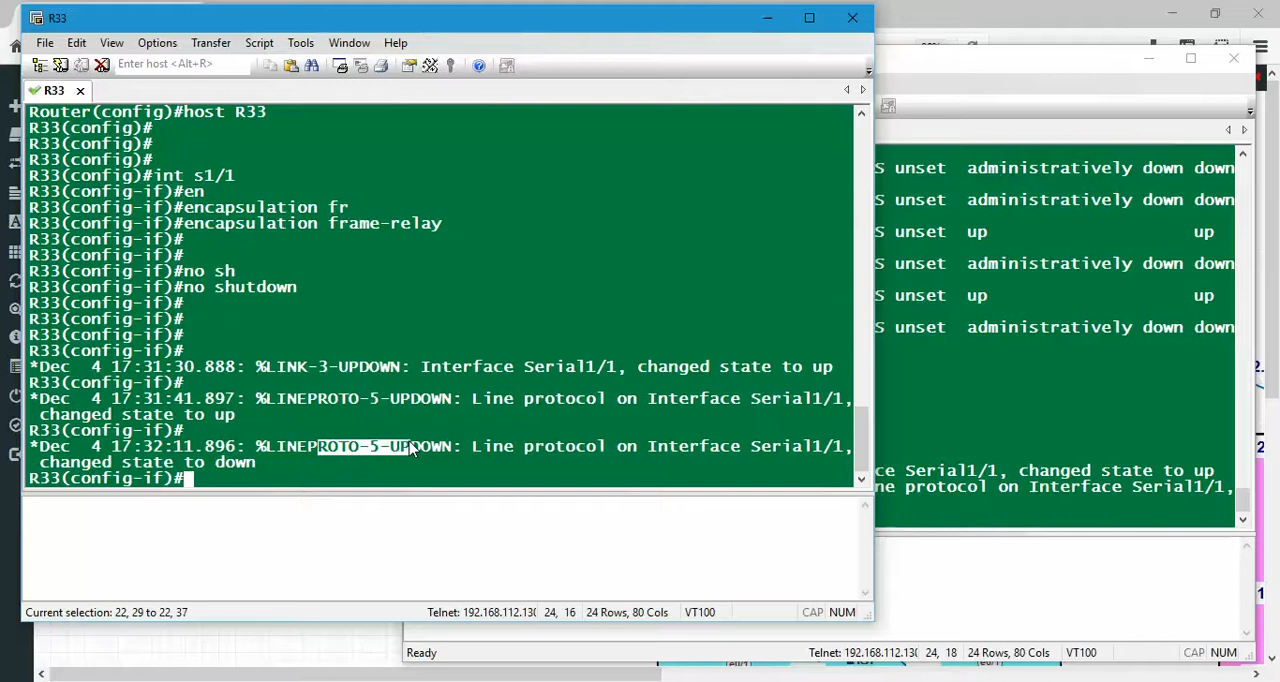 R33
File Edit View Options Transfer Script Tools Window Help
Enter host <Alt+R>
R33
Router(config)#host R33
R33(config)#
R33(config)#
R33(config)#
R33(config)#int s1/1
R33(config-if)#en
R33(config-if)#encapsulation fr
R33(config-if)#encapsulation frame-relay
R33(config-if)#
R33(config-if)#
R33(config-if)#no sh
R33(config-if)#no shutdown
R33(config-if)#
R33(config-if)#
R33(config-if)#
*Dec  4 17:31:30.888: %LINK-3-UPDOWN: Interface Serial1/1, changed state to up
R33(config-if)#
*Dec  4 17:31:41.897: %LINEPROTO-5-UPDOWN: Line protocol on Interface Serial1/1,
changed state to up
R33(config-if)#
*Dec  4 17:32:11.896: %LINEPROTO-5-UPDOWN: Line protocol on Interface Serial1/1,
changed state to down
R33(config-if)#
Current selection: 22, 29 to 22, 37 Telnet: 192.168.112.130 24, 16 24 Rows, 80 Cols VT100 CAP NUM
S unset  administratively down down
S unset  administratively down down
S unset  up up
S unset  administratively down down
S unset  up up
S unset  administratively down down
ce Serial1/1, changed state to up
ne protocol on Interface Serial1/1,
Ready Telnet: 192.168.112.130 24, 18 24 Rows, 80 Cols VT100 CAP NUM